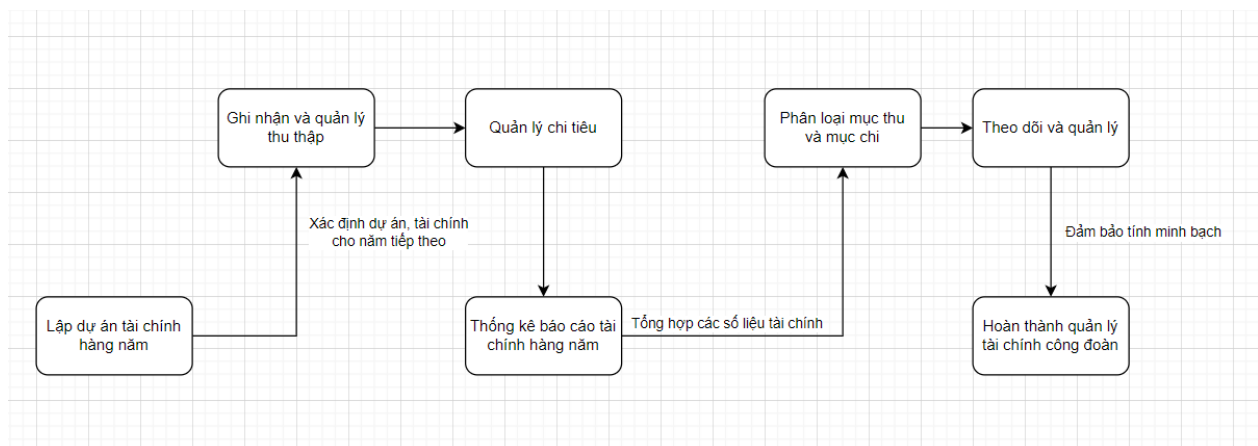 Ghi nhận và quản lý
thu thập
Quản lý chi tiêu
Phân loại mục thu
và mục chi
Theo dõi và quản lý
Xác định dự án, tài chính
cho năm tiếp theo
Đảm bảo tính minh bạch
Lập dự án tài chính
hàng năm
Thống kê báo cáo tài
chính hàng năm
Tổng hợp các số liệu tài chính
Hoàn thành quản lý
tài chính công đoàn